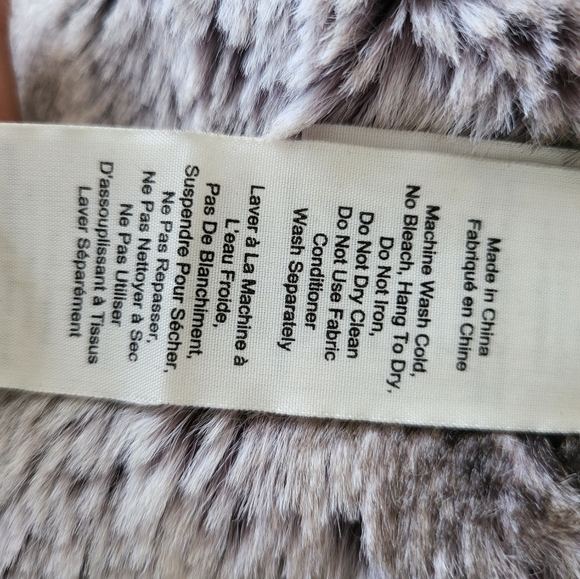 Made in China
Fabriqué en Chine
Machine Wash Cold,
No Bleach, Hang To Dry,
Do Not Iron,
Do Not Dry Clean
Do Not Use Fabric
Conditioner
Wash Separately
Laver à La Machine à
L'eau Froide,
Pas De Blanchiment,
Suspendre Pour Sécher,
Ne Pas Repasser,
Ne Pas Nettoyer à Sec
Ne Pas Utiliser
D'assouplissant à Tissus
Laver Séparément